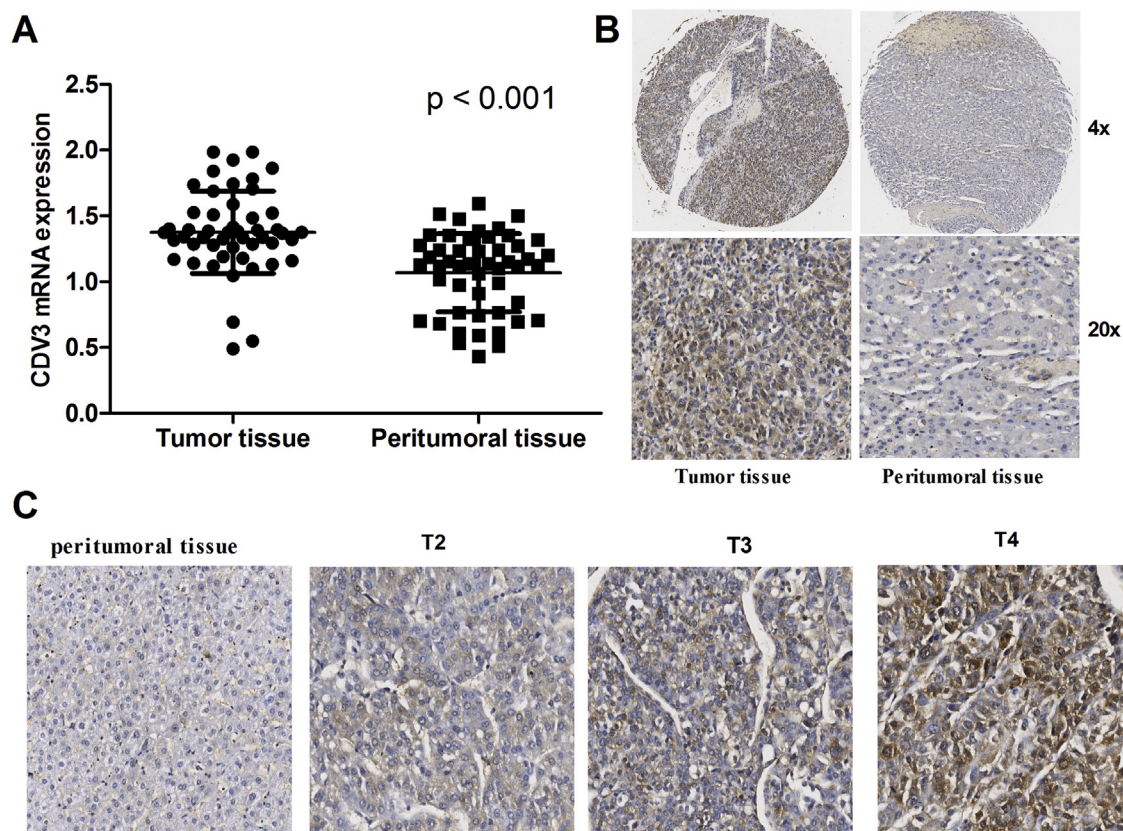 A
p < 0.001
CDV3 mRNA expression
2.5
2.0
1.5
1.0
0.5
0.0
Tumor tissue
Peritumoral tissue
B
4x
20x
Tumor tissue
Peritumoral tissue
C
peritumoral tissue
T2
T3
T4